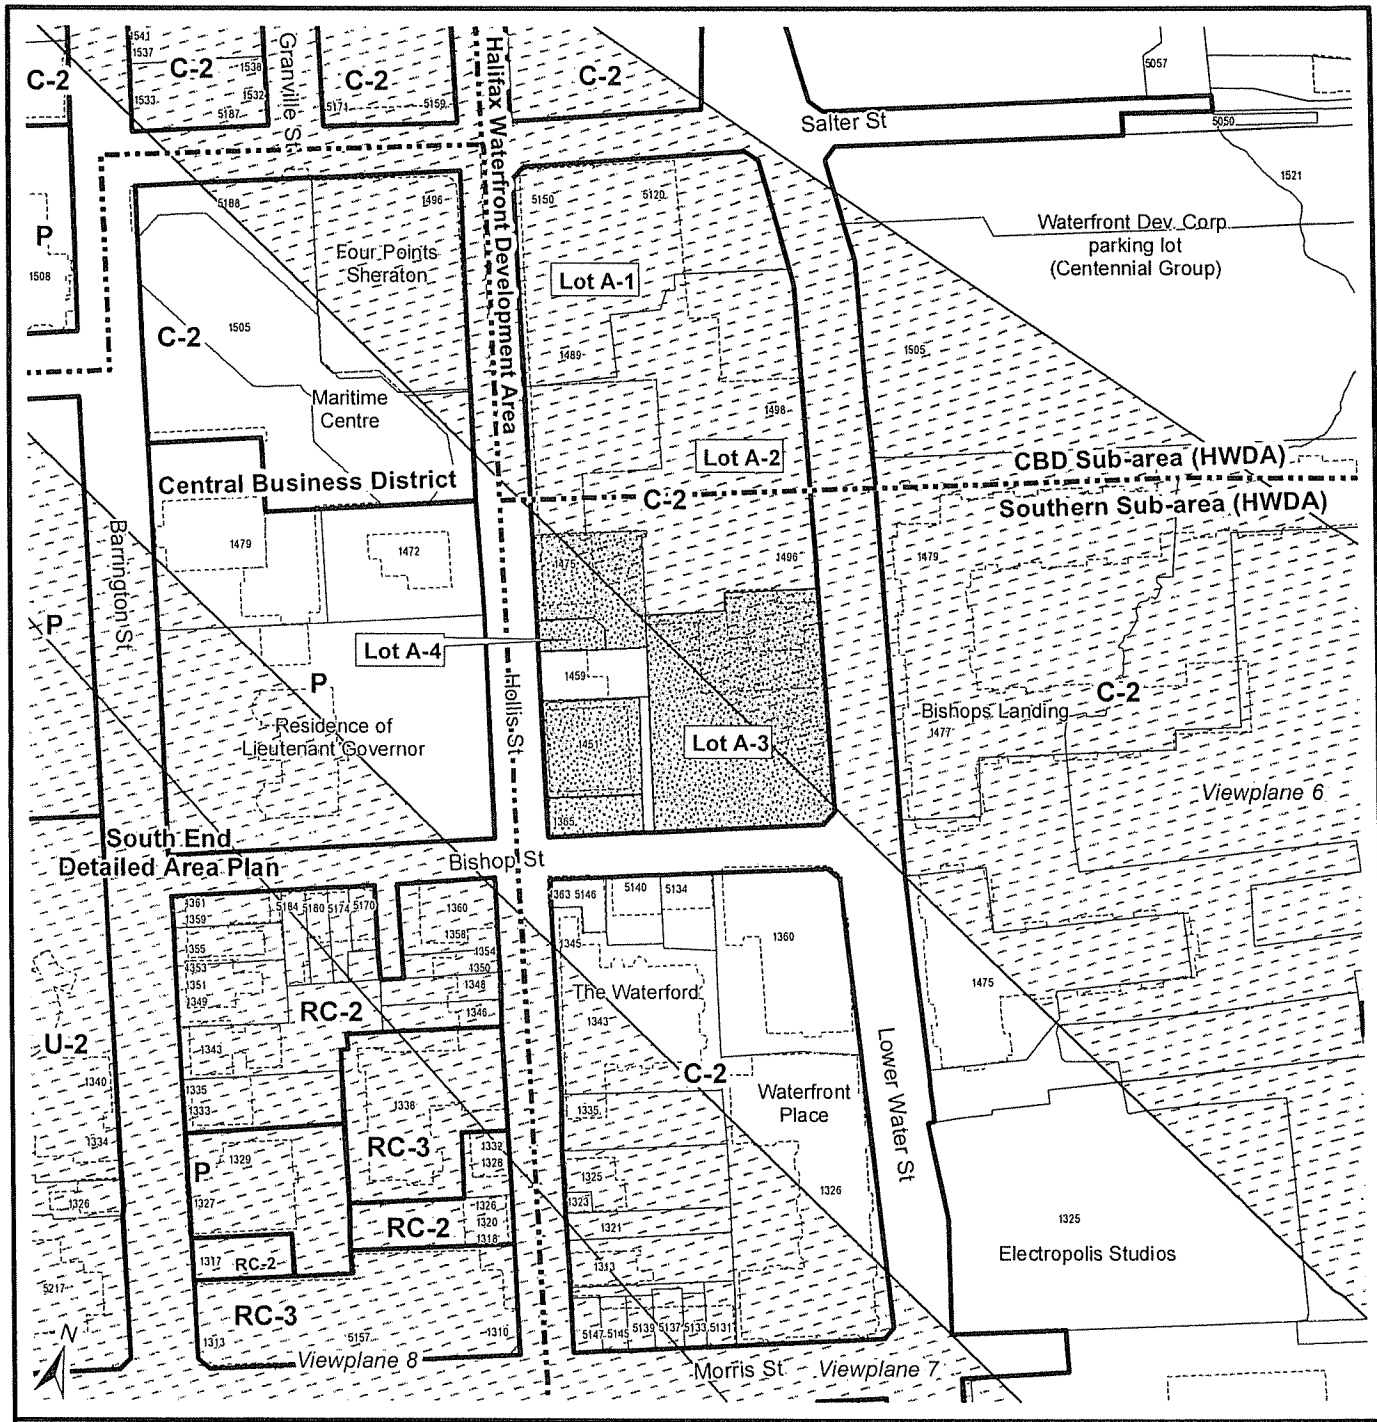 1541
1537
C-2
C-2
1538
1533
1532
5187
Granville St
C-2
5171
5159
Halifax Waterfront Development Area
C-2
5057
Salter St
5050
1521
P
1508
5188
1496
Four Points
Sheraton
5150
5120
Lot A-1
Waterfront Dev. Corp
parking lot
(Centennial Group)
C-2
1505
1489
1505
Maritime
Centre
1498
Lot A-2
Central Business District
C-2
CBD Sub-area (HWDA)
Southern Sub-area (HWDA)
Barrington St
1479
1472
1475
1496
1479
P
Lot A-4
1459
P
Hollis St
Residence of
Lieutenant Governor
1451
Lot A-3
C-2
Bishops Landing
1477
Viewplane 6
1365
South End
Detailed Area Plan
Bishop St
1361
1359
5184
5180
5174
5170
1360
1358
1355
1354
1353
1350
1351
1348
1349
1346
RC-2
363
5146
5140
5134
1345
1360
The Waterford
1343
1475
U-2
1340
1343
1335
1333
1338
C-2
1335
Waterfront
Place
Lower Water St
1334
RC-3
1332
1328
P
1329
1327
1326
1325
1323
1326
1326
1320
1318
RC-2
1321
1325
Electropolis Studios
1317
RC-2
1313
5217
RC-3
1313
5157
1310
5147
5145
5139
5137
5133
5131
N
Viewplane 8
Morris St
Viewplane 7